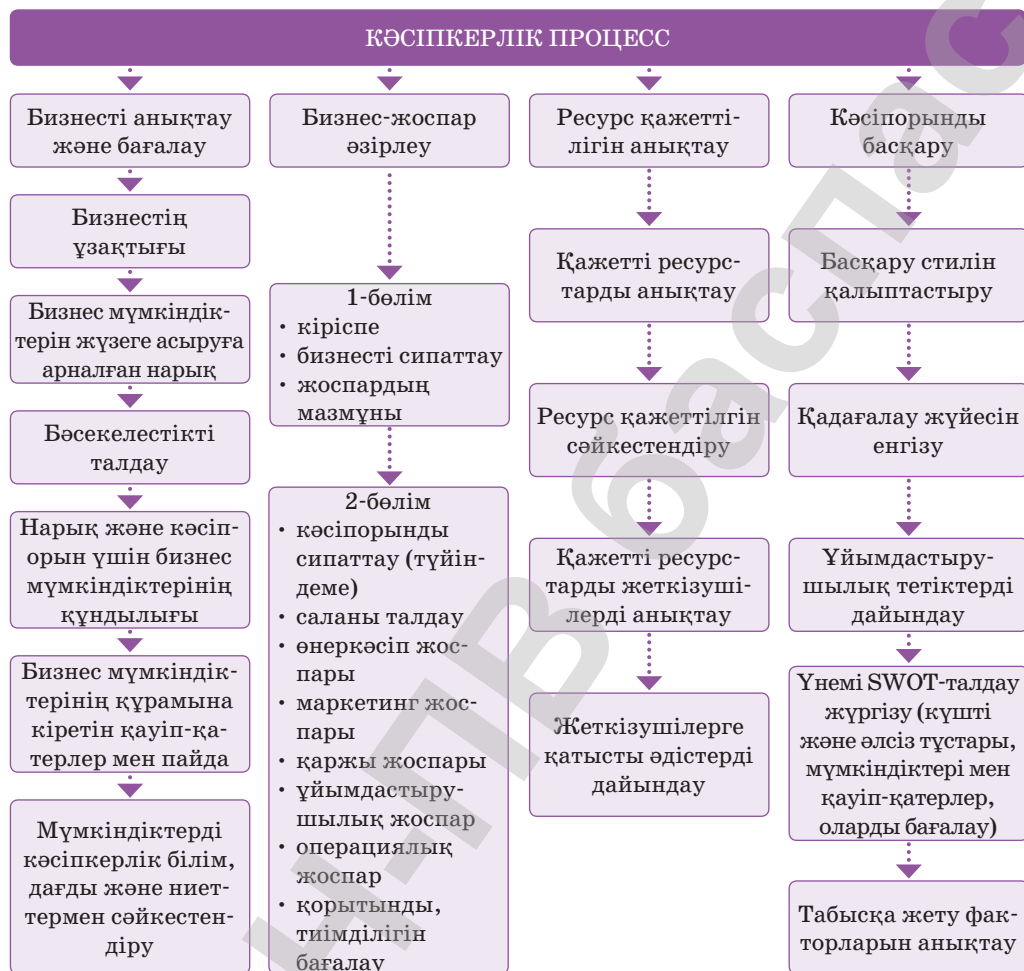 КӘСІПКЕРЛІК ПРОЦЕСС
Бизнесті анықтау
және бағалау
Бизнестің
ұзақтығы
Бизнес мүмкіндік-
терін жүзеге асыруға
арналған нарық
Бәсекелестікті
талдау
Нарық және кәсіп-
орын үшін бизнес
мүмкіндіктерінің
құндылығы
Бизнес мүмкіндік-
терінің құрамына
кіретін қауіп-қа-
терлер мен пайда
Мүмкіндіктерді
кәсіпкерлік білім,
дағды және ниет-
термен сәйкестен-
діру
Бизнес-жоспар
әзірлеу
1-бөлім
• кіріспе
• бизнесті сипаттау
• жоспардың
мазмұны
2-бөлім
• кәсіпорынды
сипаттау (түйін-
деме)
• саланы талдау
• өнеркәсіп жос-
пары
• маркетинг жос-
пары
• қаржы жоспары
• ұйымдастыру-
шылық жоспар
• операциялық
жоспар
• қорытынды,
тиімділігін
бағалау
Ресурс қажетті-
лігін анықтау
Қажетті ресурс-
тарды анықтау
Ресурс қажеттілгін
сәйкестендіру
Қажетті ресурс-
тарды жеткізуші-
лерді анықтау
Жеткізушілерге
қатысты әдістерді
дайындау
Кәсіпорынды
басқару
Басқару стилін
қалыптастыру
Қадағалау жүйесін
енгізу
Ұйымдастыру-
шылық тетіктерді
дайындау
Үнемі SWOT-талдау
жүргізу (күшті
және әлсіз тұстары,
мүмкіндіктері мен
қауіп-қатерлер,
оларды бағалау)
Табысқа жету фак-
торларын анықтау